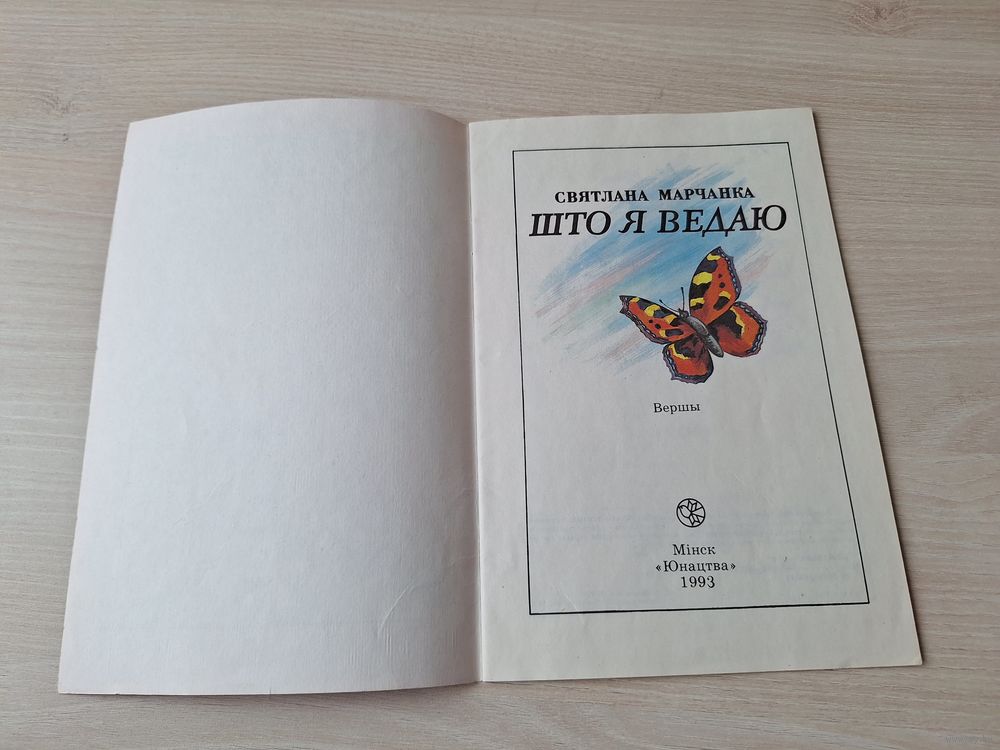 СВЯТЛАНА МАРЧАНКА
ШТО Я ВЕДАЮ
Вершы
Мінск
«Юнацтва»
1993